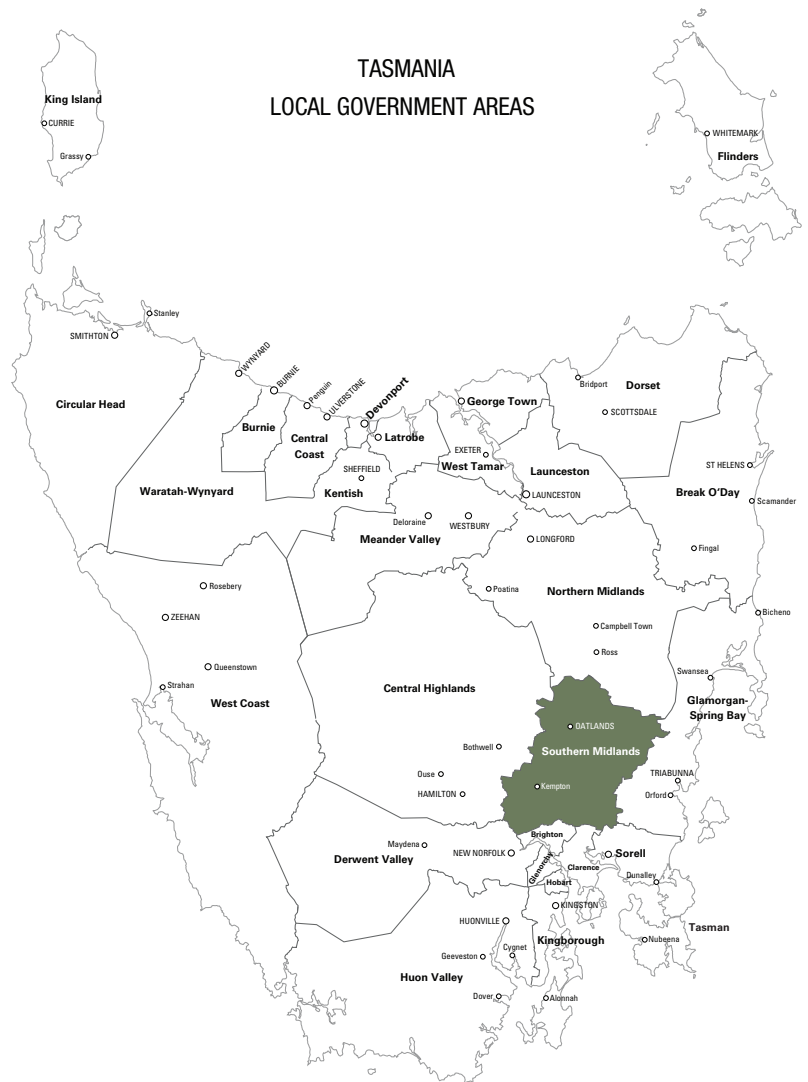 TASMANIA
LOCAL GOVERNMENT AREAS
King Island
CURRIE
Grassy
WHITEMARK
Flinders
Stanley
SMITHTON
WYNYARD
BURNIE
Penguin
ULVERSTONE
Devonport
George Town
Bridport
Dorset
SCOTTSDALE
Circular Head
Burnie
Central
Coast
Latrobe
EXETER
West Tamar
Launceston
LAUNCESTON
ST HELENS
Break O'Day
Scamander
SHEFFIELD
Kentish
Waratah-Wynyard
Deloraine
WESTBURY
Meander Valley
LONGFORD
Fingal
Rosebery
Poatina
Northern Midlands
ZEEHAN
Campbell Town
Bicheno
Ross
Queenstown
Strahan
West Coast
Central Highlands
Swansea
Glamorgan-
Spring Bay
OATLANDS
Bothwell
Southern Midlands
Ouse
HAMILTON
Kempton
TRIABUNNA
Orford
Brighton
Maydena
Derwent Valley
NEW NORFOLK
Glenorchy
Sorell
Clarence
Dunalley
Hobart
KINGSTON
HUONVILLE
Kingborough
Tasman
Nubeena
Geeveston
Cygnet
Huon Valley
Dover
Alonnah